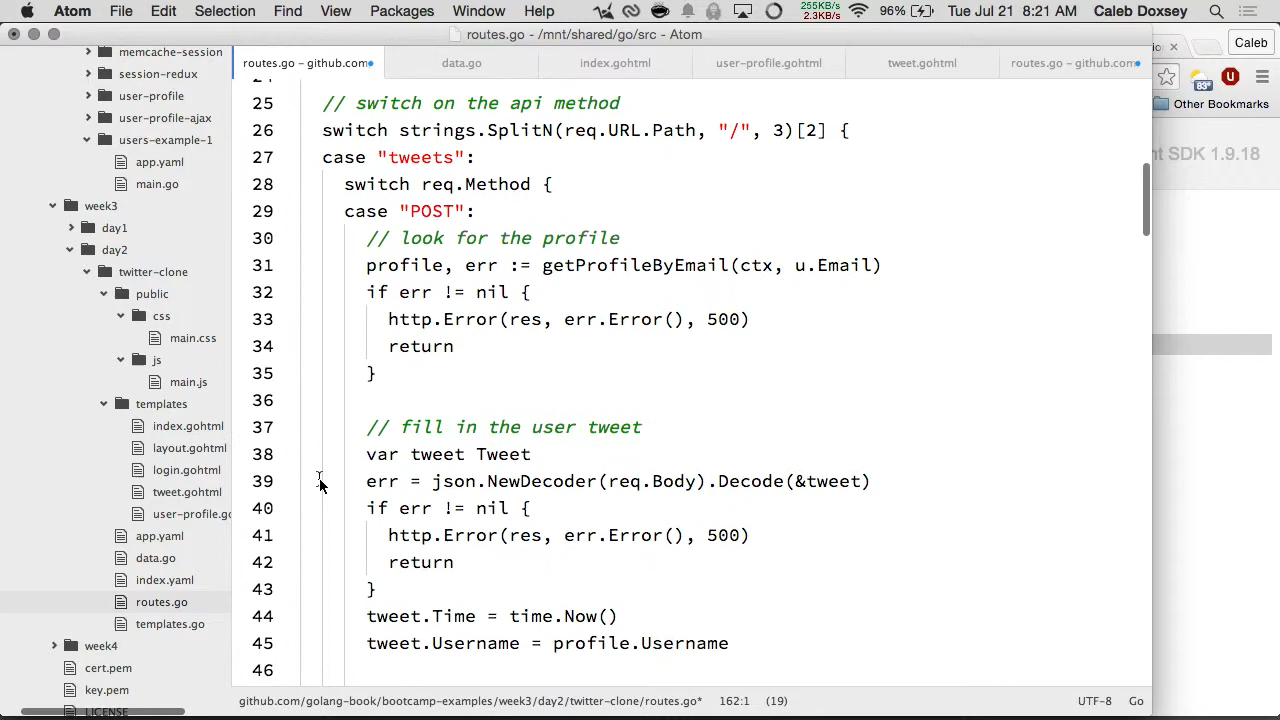 Atom File Edit Selection Find View Packages Window Help 255KB/s 2.3KB/s 96% Tue Jul 21 8:21 AM Caleb Doxsey
routes.go - /mnt/shared/go/src - Atom
routes.go – github.com data.go index.gohtml user-profile.gohtml tweet.gohtml routes.go – github.com
Caleb
83°
Other Bookmarks
nt SDK 1.9.18
memcache-session
session-redux
user-profile
user-profile-ajax
users-example-1
app.yaml
main.go
week3
day1
day2
twitter-clone
public
css
main.css
js
main.js
templates
index.gohtml
layout.gohtml
login.gohtml
tweet.gohtml
user-profile.go
app.yaml
data.go
index.yaml
routes.go
templates.go
week4
cert.pem
key.pem
LICENSE
25 // switch on the api method
26 switch strings.SplitN(req.URL.Path, "/", 3)[2] {
27 case "tweets":
28 switch req.Method {
29 case "POST":
30 // look for the profile
31 profile, err := getProfileByEmail(ctx, u.Email)
32 if err != nil {
33 http.Error(res, err.Error(), 500)
34 return
35 }
36
37 // fill in the user tweet
38 var tweet Tweet
39 err = json.NewDecoder(req.Body).Decode(&tweet)
40 if err != nil {
41 http.Error(res, err.Error(), 500)
42 return
43 }
44 tweet.Time = time.Now()
45 tweet.Username = profile.Username
46
github.com/golang-book/bootcamp-examples/week3/day2/twitter-clone/routes.go* 162:1 (19) UTF-8 Go